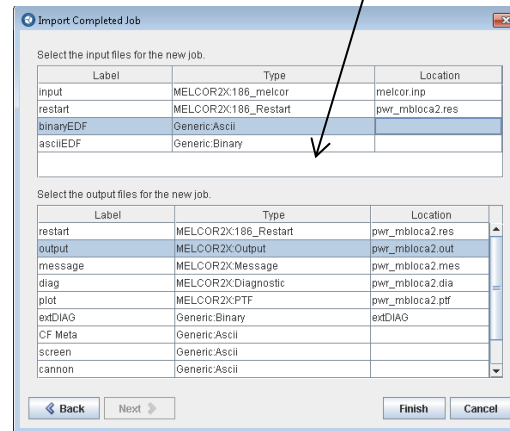 Import Completed Job
Select the input files for the new job.
Label Type Location
input MELCOR2X:186_melcor melcor.inp
restart MELCOR2X:186_Restart pwr_mbloca2.res
binaryEDF Generic:Ascii
asciiEDF Generic:Binary
Select the output files for the new job.
Label Type Location
restart MELCOR2X:186_Restart pwr_mbloca2.res
output MELCOR2X:Output pwr_mbloca2.out
message MELCOR2X:Message pwr_mbloca2.mes
diag MELCOR2X:Diagnostic pwr_mbloca2.dia
plot MELCOR2X:PTF pwr_mbloca2.ptf
extDIAG Generic:Binary extDIAG
CF Meta Generic:Ascii
screen Generic:Ascii
cannon Generic:Ascii
Back Next Finish Cancel